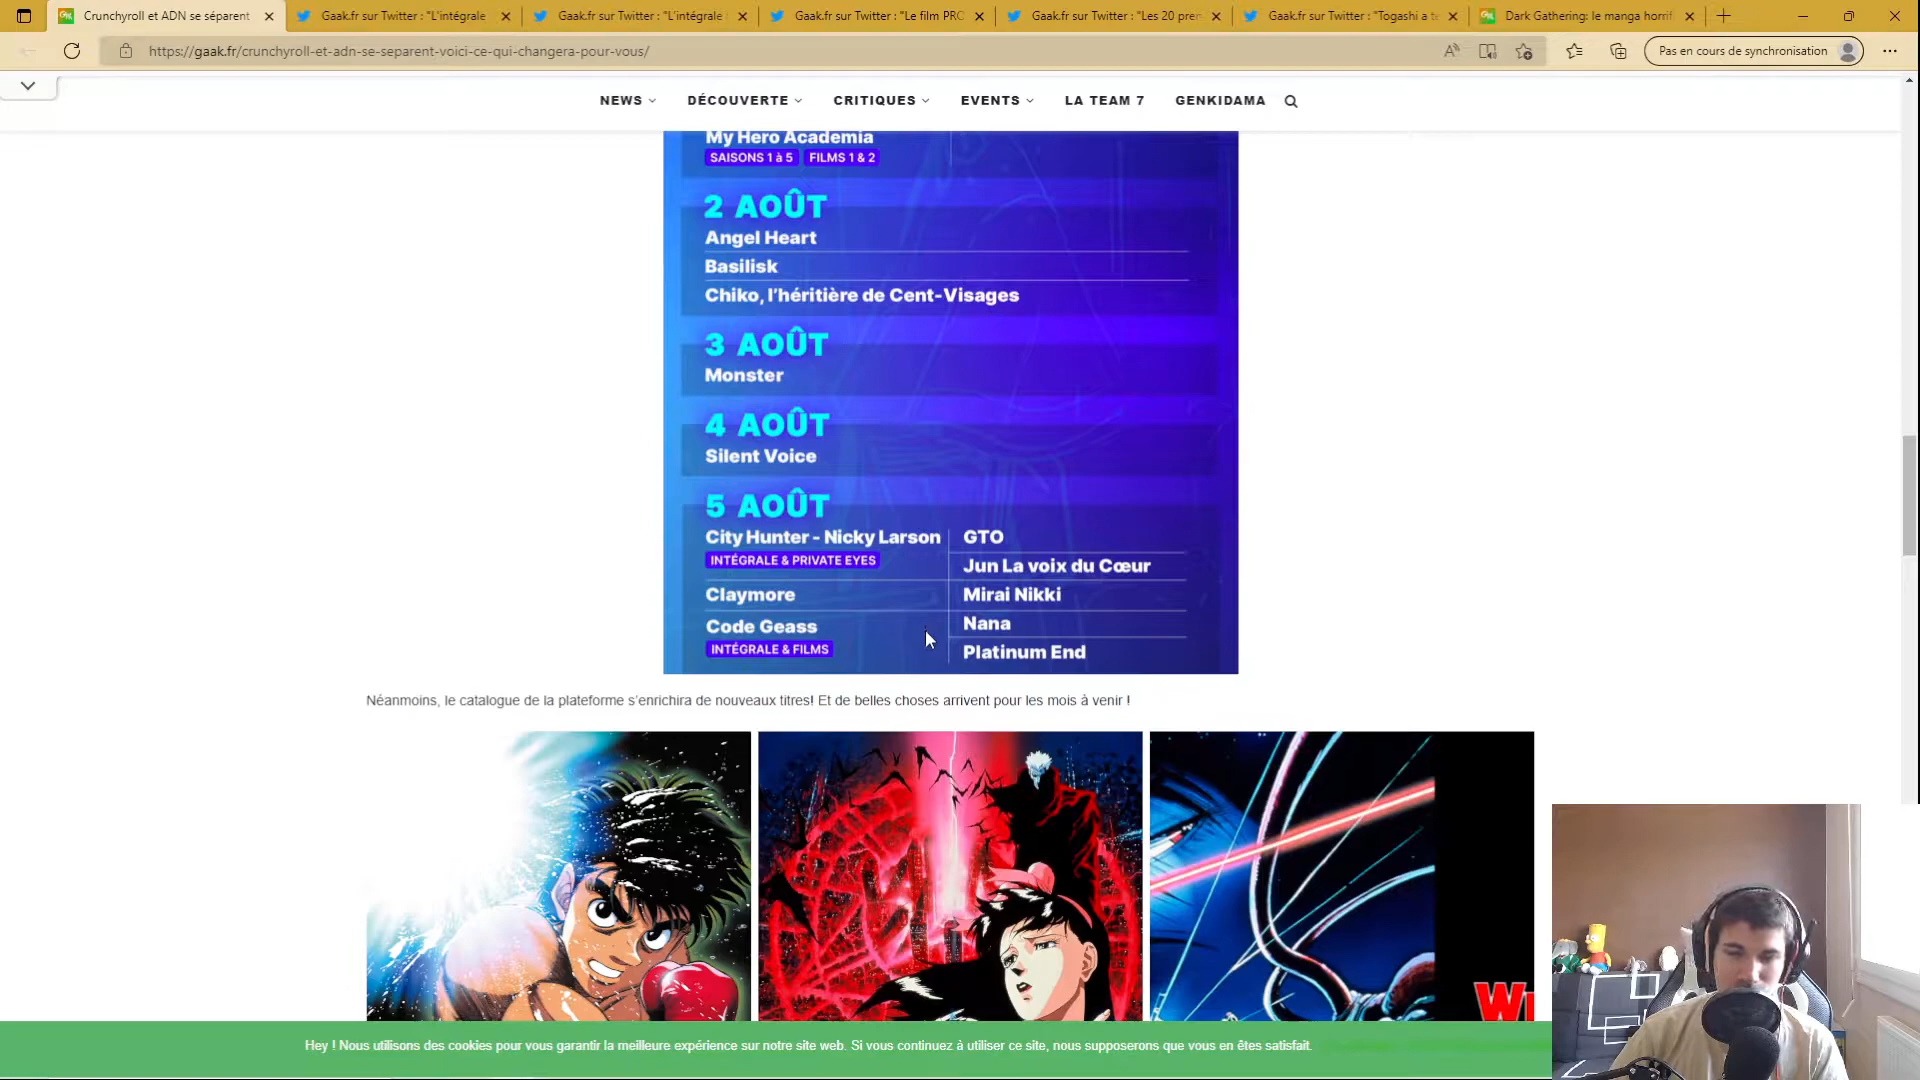 Crunchyroll et ADN se séparent
Gaak.fr sur Twitter : "L'intégrale
Gaak.fr sur Twitter : "L'intégrale
Gaak.fr sur Twitter : "Le film PRO
Gaak.fr sur Twitter : "Les 20 pren
Gaak.fr sur Twitter : "Togashi a te
Dark Gathering: le manga horrif
https://gaak.fr/crunchyroll-et-adn-se-separent-voici-ce-qui-changera-pour-vous/
Pas en cours de synchronisation
NEWS DÉCOUVERTE CRITIQUES EVENTS LA TEAM 7 GENKIDAMA
My Hero Academia
SAISONS 1 à 5 FILMS 1 & 2
2 AOÛT
Angel Heart
Basilisk
Chiko, l'héritière de Cent-Visages
3 AOÛT
Monster
4 AOÛT
Silent Voice
5 AOÛT
City Hunter - Nicky Larson
INTÉGRALE & PRIVATE EYES
Claymore
Code Geass
INTÉGRALE & FILMS
GTO
Jun La voix du Cœur
Mirai Nikki
Nana
Platinum End
Néanmoins, le catalogue de la plateforme s'enrichira de nouveaux titres! Et de belles choses arrivent pour les mois à venir !
Hey ! Nous utilisons des cookies pour vous garantir la meilleure expérience sur notre site web. Si vous continuez à utiliser ce site, nous supposerons que vous en êtes satisfait.